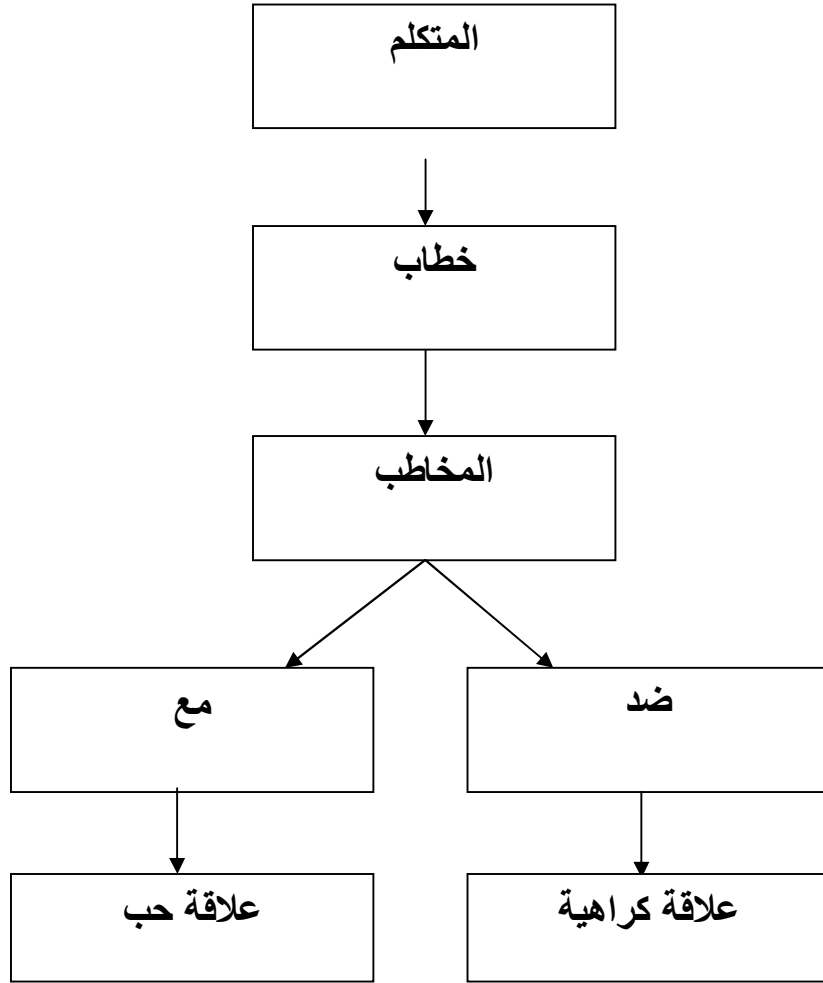 المتكلم
خطاب
المخاطب
ضد
مع
علاقة كراهية
علاقة حب